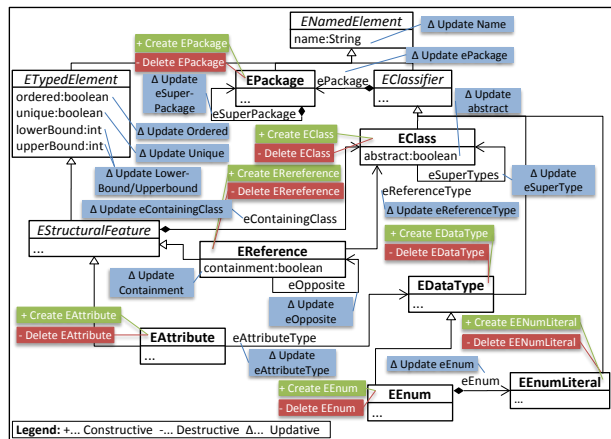 ENamedElement
name:String
Δ Update Name
+ Create EPackage
- Delete EPackage
Δ Update ePackage
ETypedElement
ordered:boolean
unique:boolean
lowerBound:int
upperBound:int
Δ Update
eSuper-
Package
EPackage
...
ePackage
eSuperPackage
EClassifier
...
Δ Update
abstract
Δ Update Ordered
Δ Update Unique
Δ Update Lower-
Bound/Upperbound
+ Create EClass
- Delete EClass
EClass
abstract:boolean
+ Create ERereference
- Delete ERereference
eSuperTypes
Δ Update
eSuperType
eReferenceType
Δ Update eReferenceType
Δ Update eContainingClass
eContainingClass
EStructuralFeature
...
EReference
containment:boolean
Δ Update
Containment
eOpposite
Δ Update
eOpposite
+ Create EDataType
- Delete EDataType
EDataType
...
+ Create EAttribute
- Delete EAttribute
EAttribute
...
eAttributeType
Δ Update
eAttributeType
+ Create EENumLiteral
- Delete EENumLiteral
Δ Update eEnum
eEnum
+ Create EEnum
- Delete EEnum
EEnum
...
EEnumLiteral
...
Legend: +... Constructive -... Destructive Δ... Updative